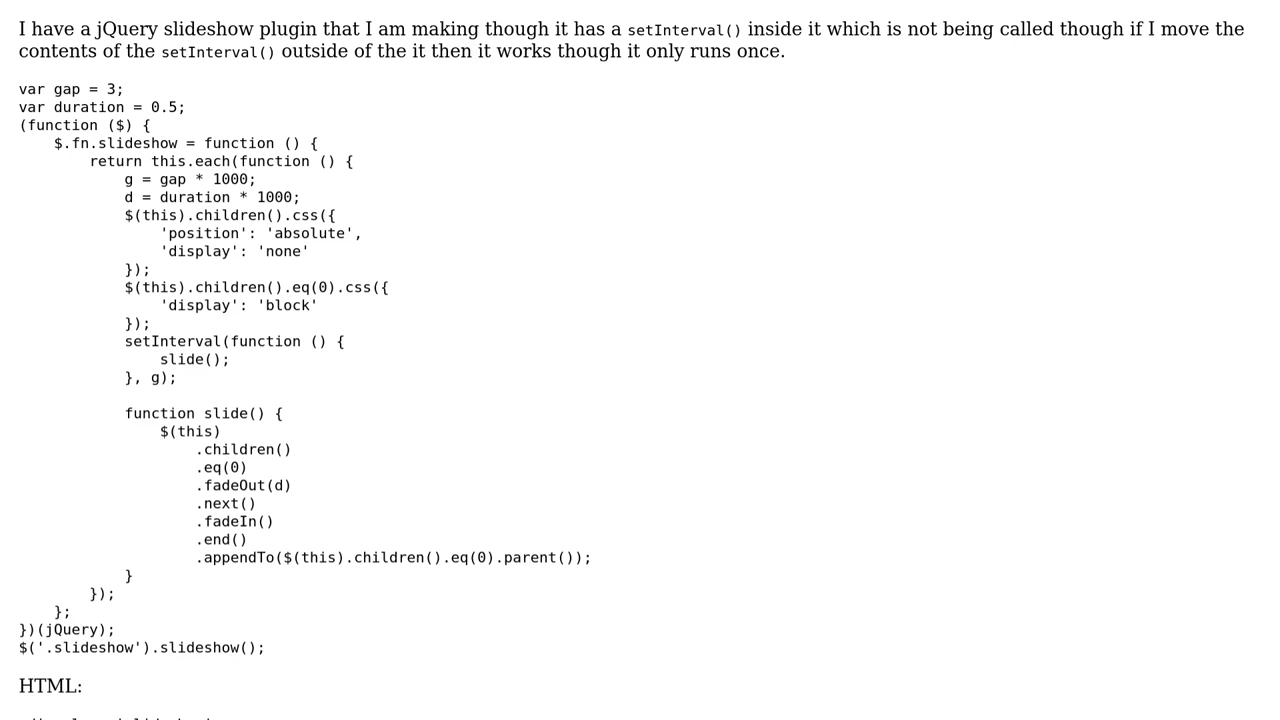 I have a jQuery slideshow plugin that I am making though it has a setInterval() inside it which is not being called though if I move the
contents of the setInterval() outside of the it then it works though it only runs once.
var gap = 3;
var duration = 0.5;
(function ($) {
    $.fn.slideshow = function () {
        return this.each(function () {
            g = gap * 1000;
            d = duration * 1000;
            $(this).children().css({
                'position': 'absolute',
                'display': 'none'
            });
            $(this).children().eq(0).css({
                'display': 'block'
            });
            setInterval(function () {
                slide();
            }, g);
            function slide() {
                $(this)
                    .children()
                    .eq(0)
                    .fadeOut(d)
                    .next()
                    .fadeIn()
                    .end()
                    .appendTo($(this).children().eq(0).parent());
            }
        });
    };
})(jQuery);
$('.slideshow').slideshow();
HTML: